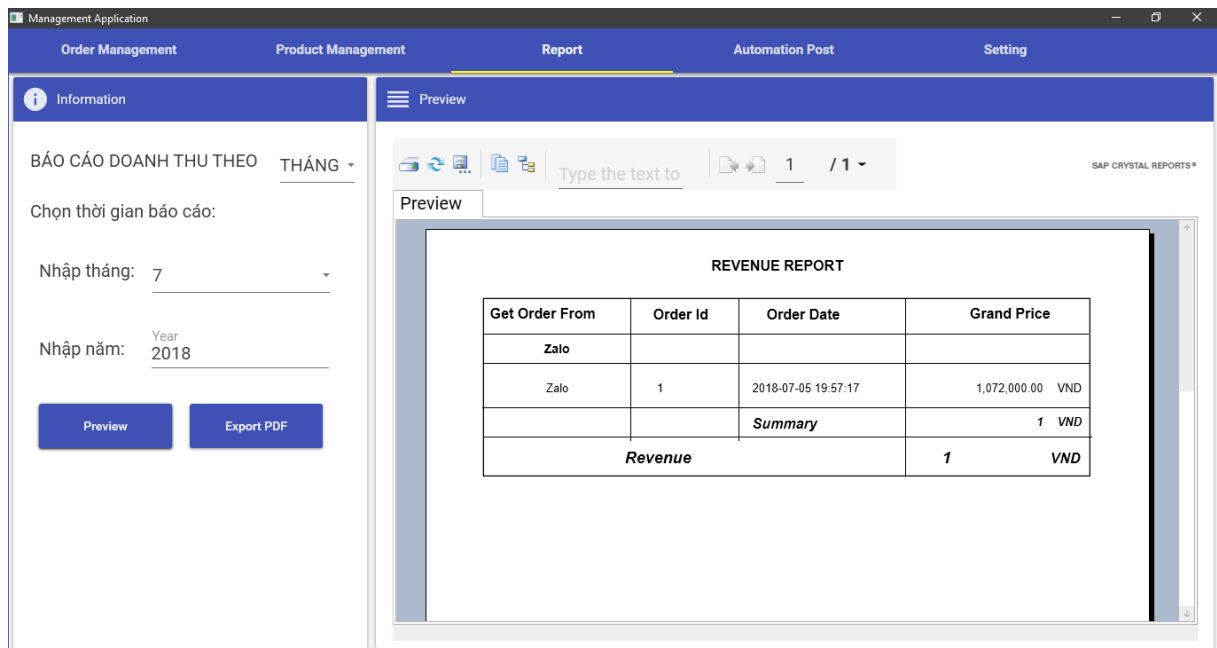 Management Application
Order Management Product Management Report Automation Post Setting
Information
BÁO CÁO DOANH THU THEO THÁNG
Chọn thời gian báo cáo:
Nhập tháng: 7
Year
Nhập năm: 2018
Preview Export PDF
Preview
Type the text to 1 / 1
SAP CRYSTAL REPORTS®
Preview
REVENUE REPORT
Get Order From Order Id Order Date Grand Price
Zalo
Zalo 1 2018-07-05 19:57:17 1,072,000.00 VND
Summary 1 VND
Revenue 1 VND